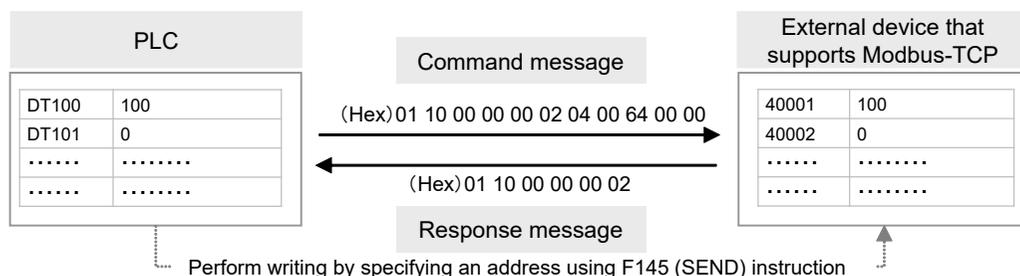 PLC
External device that
supports Modbus-TCP
Command message
DT100 100
DT101 0
...... ........
...... ........
(Hex)01 10 00 00 00 02 04 00 64 00 00
40001 100
40002 0
...... ........
...... ........
(Hex)01 10 00 00 00 02
Response message
Perform writing by specifying an address using F145 (SEND) instruction